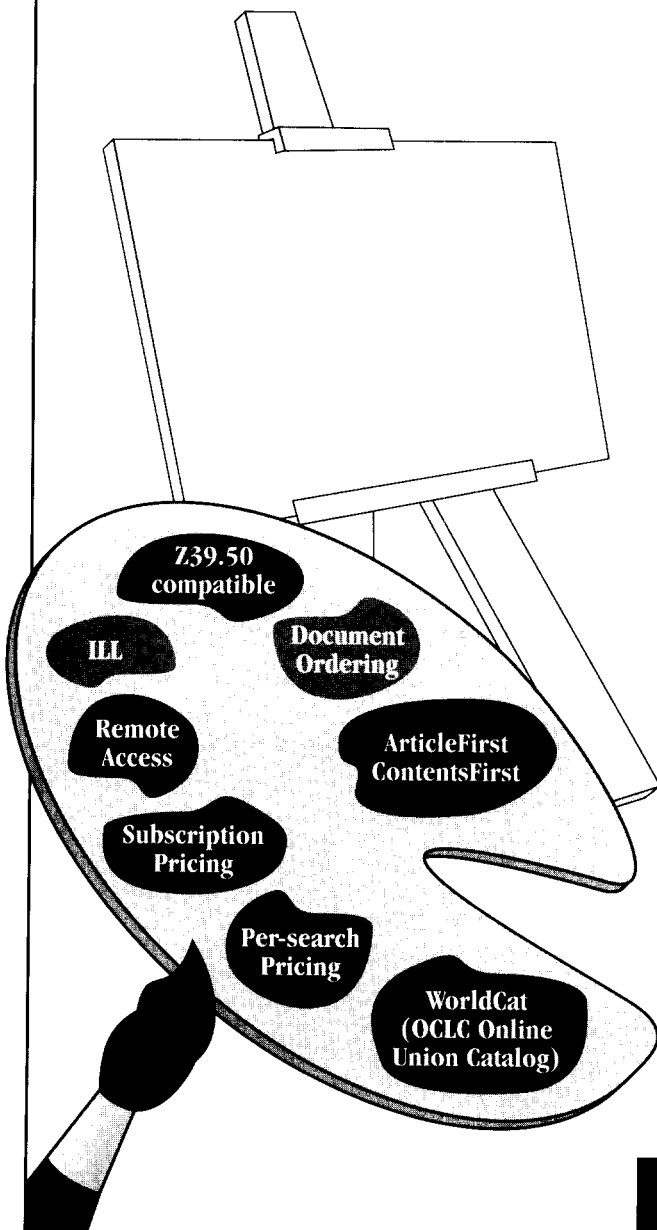 Z39.50
compatible
ILL
Document
Ordering
Remote
Access
ArticleFirst
ContentsFirst
Subscription
Pricing
Per-search
Pricing
WorldCat
(OCLC Online
Union Catalog)